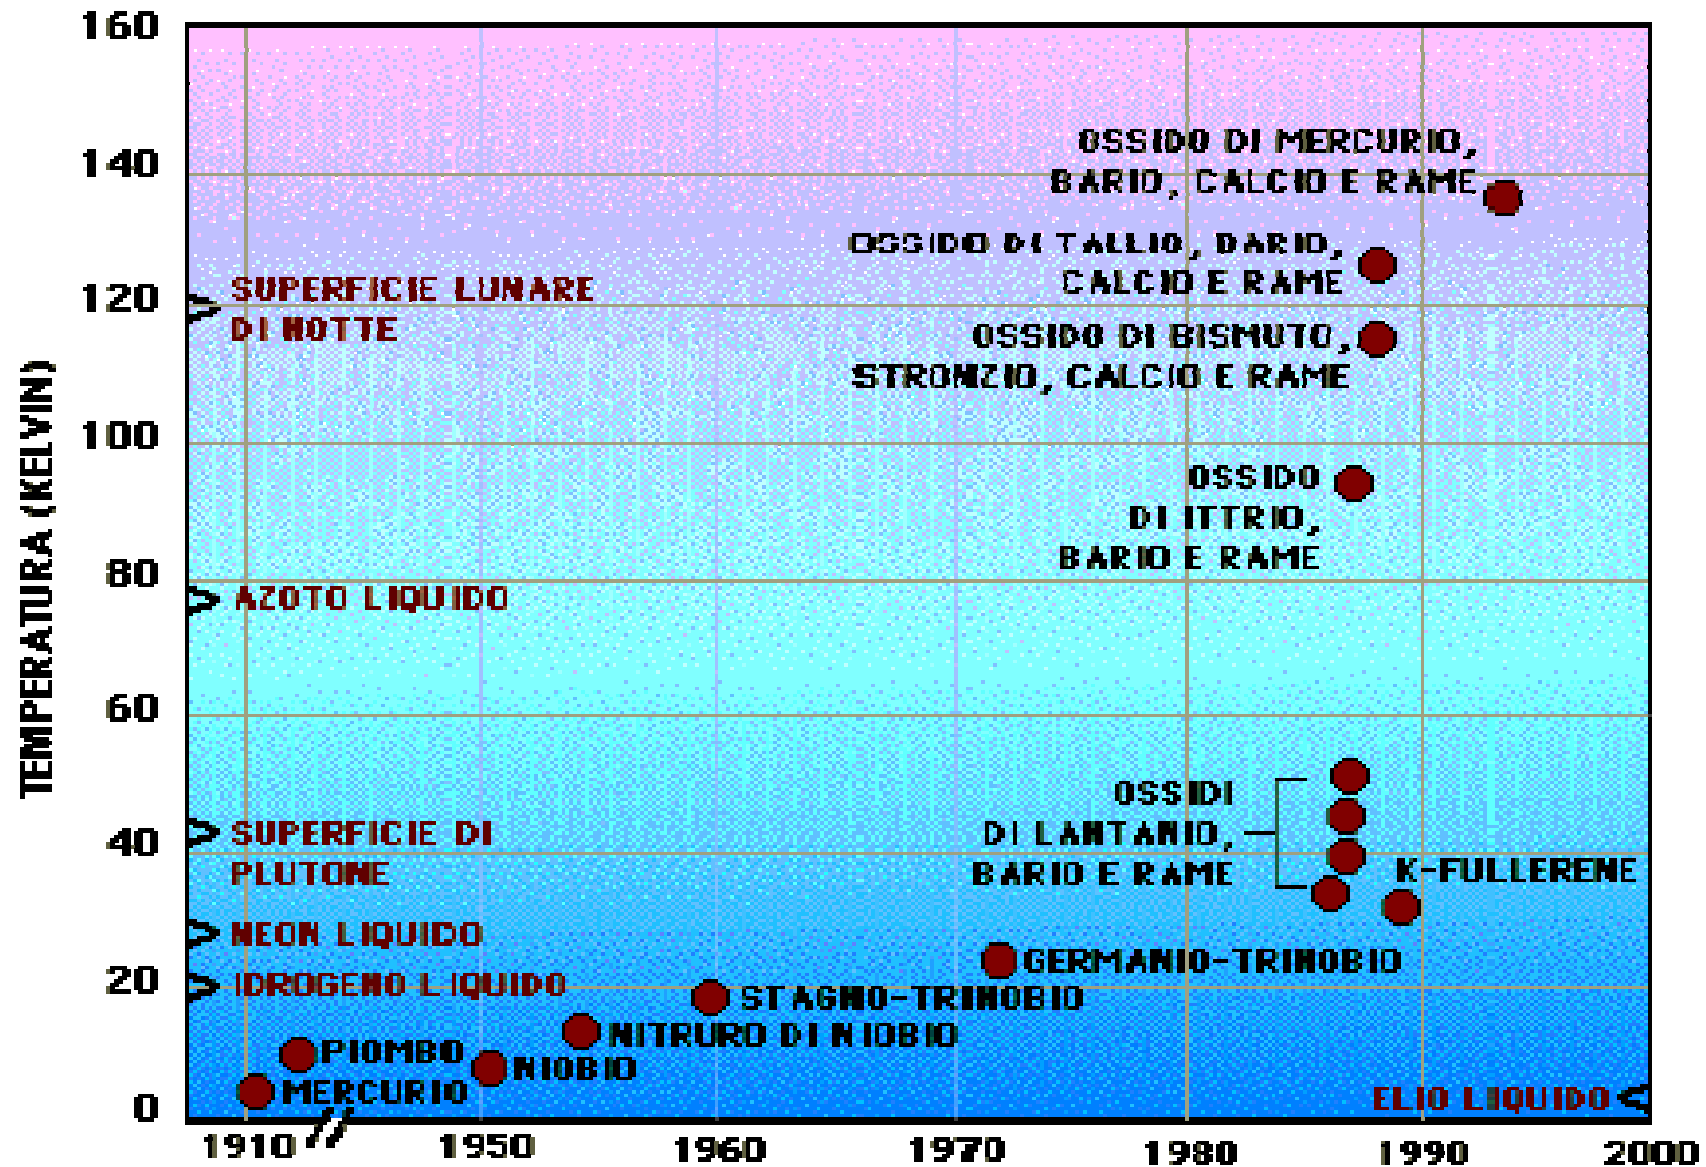 160
140
120
100
80
60
40
20
0
TEMPERATURA (KELVIN)
OSSIDO DI MERCURIO,
BARIO, CALCIO E RAME
OSSIDO DI TALLIO, BARIO,
CALCIO E RAME
SUPERFICIE LUNARE
DI NOTTE
OSSIDO DI BISMUTO,
STRONZIO, CALCIO E RAME
OSSIDO
DI ITTRIO,
BARIO E RAME
AZOTO LIQUIDO
OSSIDI
DI LANTANIO,
BARIO E RAME
SUPERFICIE DI
PLUTONE
K-FULLERENE
NEON LIQUIDO
GERMANIO-TRINOBIO
IDROGENO LIQUIDO
STAGNO-TRINOBIO
NITRURO DI NIOBIO
PIOMBO
NIOBIO
MERCURIO
ELIO LIQUIDO
1910 // 1950 1960 1970 1980 1990 2000